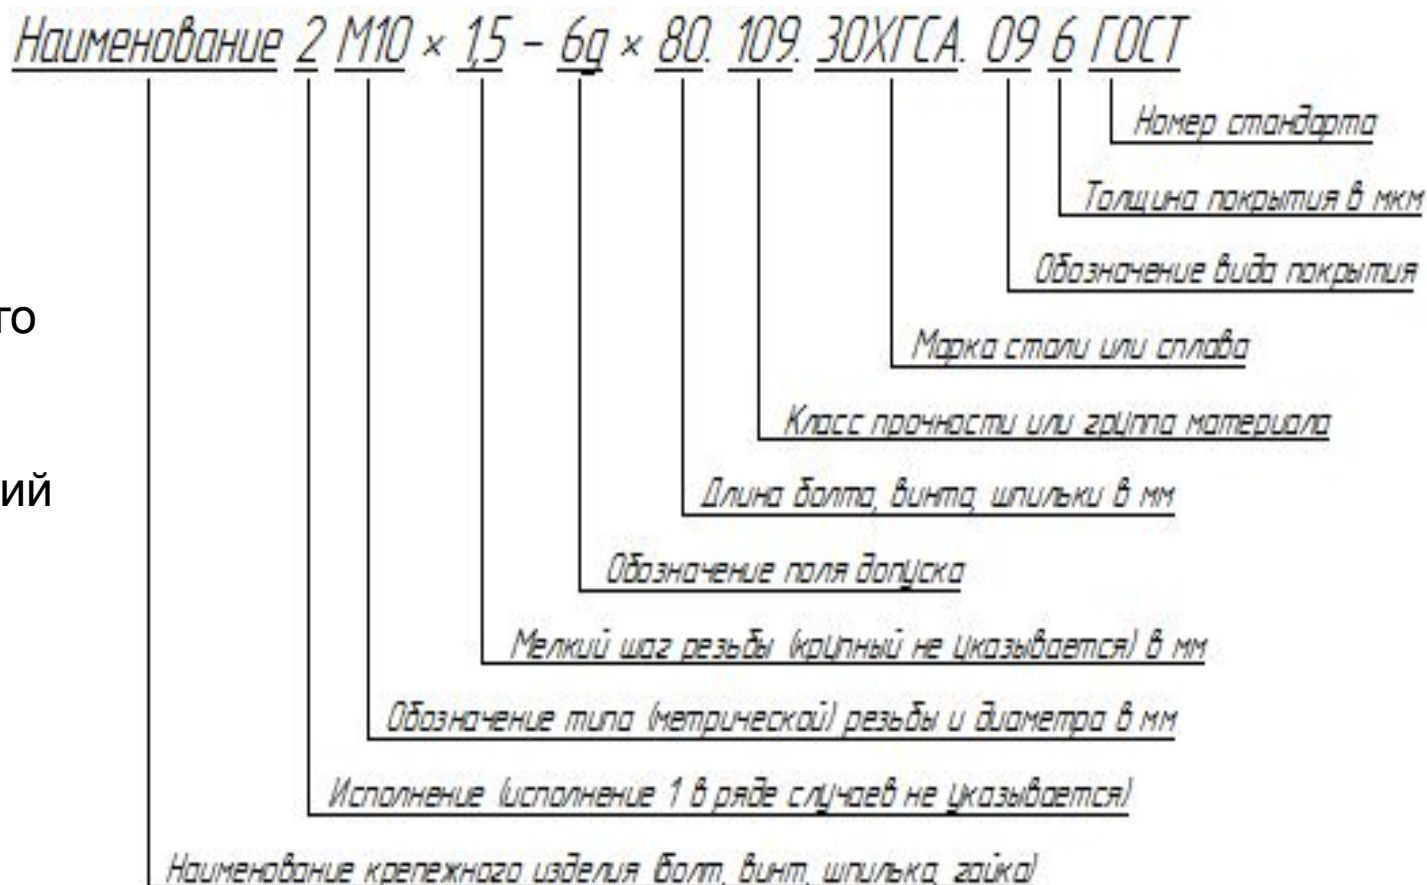 Наименование 2 М10 × 1,5 – 6g × 80. 109. 30ХГСА. 09 6 ГОСТ
Номер стандарта
Толщина покрытия в мкм
Обозначение вида покрытия
го
Марка стали или сплава
Класс прочности или группа материала
ий
Длина болта, винта, шпильки в мм
Обозначение поля допуска
Мелкий шаг резьбы (крупный не указывается) в мм
Обозначение типа (метрической) резьбы и диаметра в мм
Исполнение (исполнение 1 в ряде случаев не указывается)
Наименование крепежного изделия (болт, винт, шпилька, гайка)